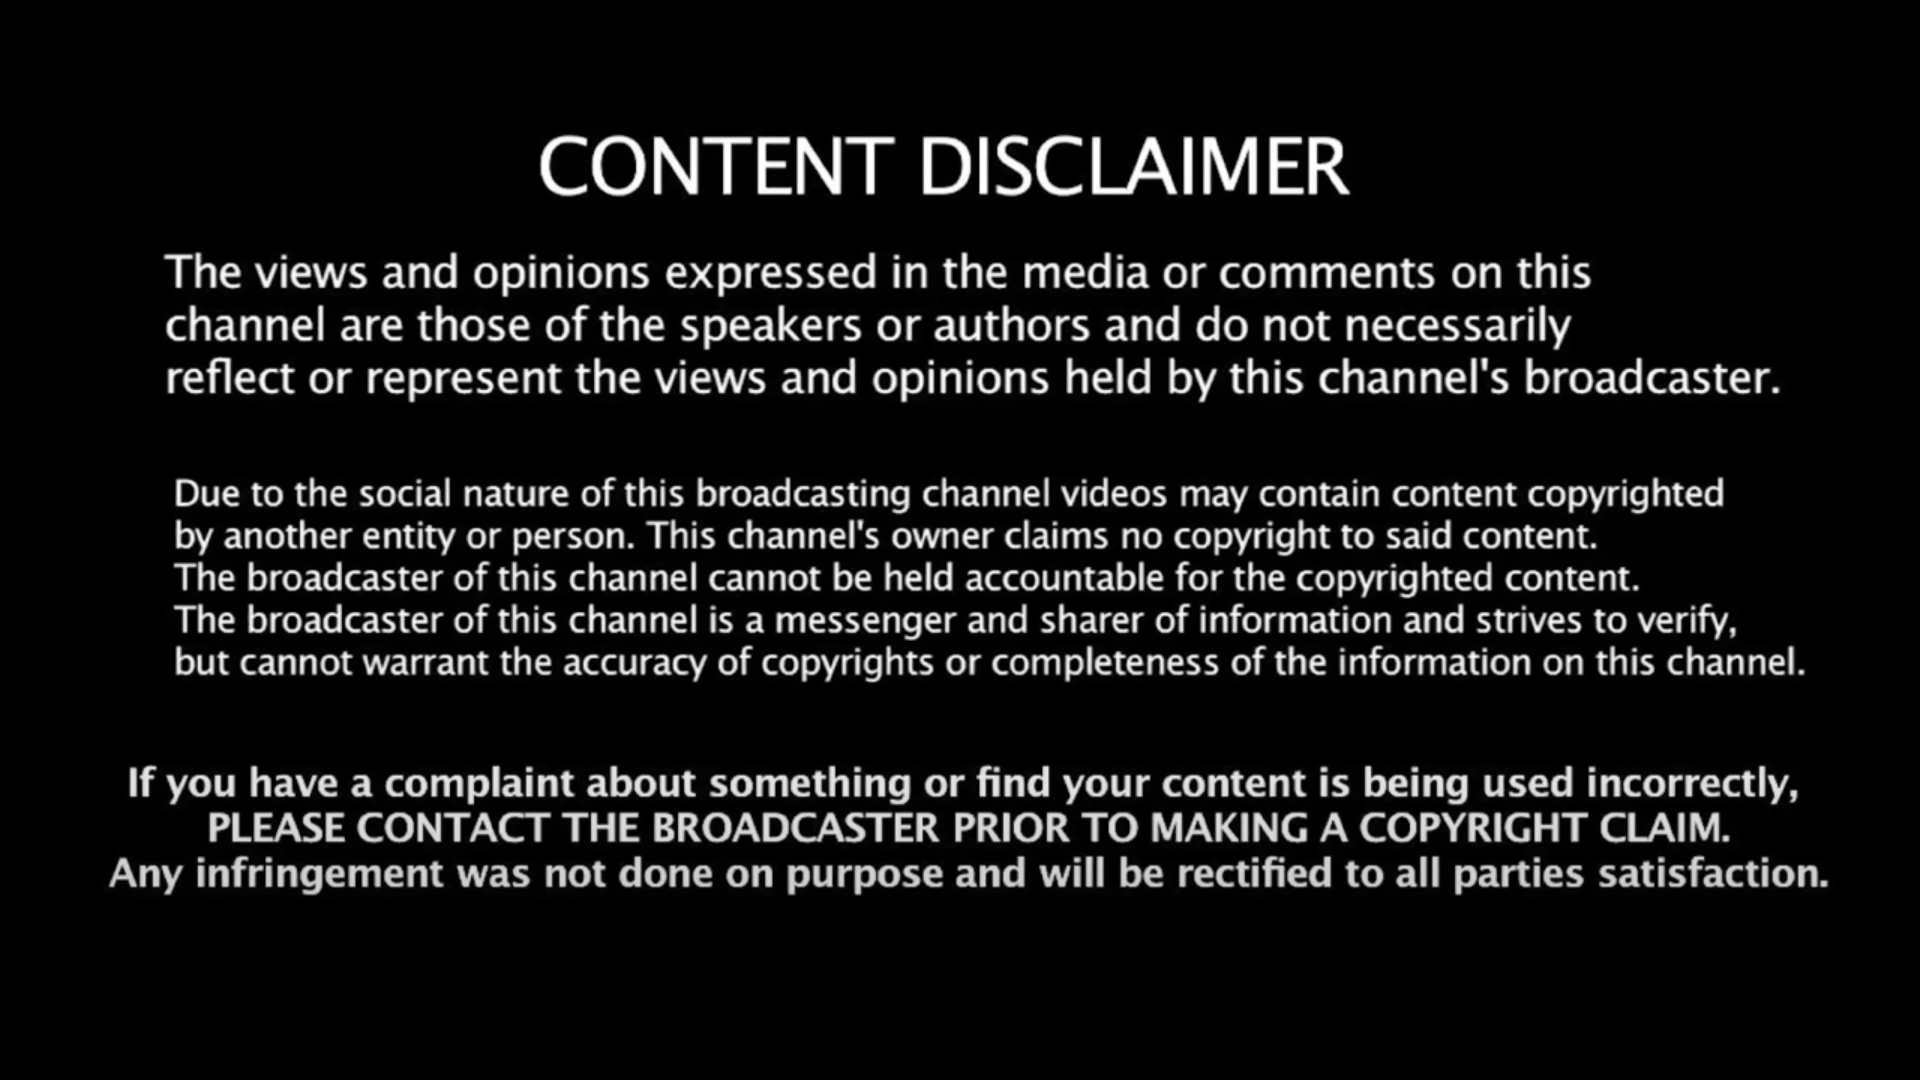 CONTENT DISCLAIMER
The views and opinions expressed in the media or comments on this
channel are those of the speakers or authors and do not necessarily
reflect or represent the views and opinions held by this channel's broadcaster.
Due to the social nature of this broadcasting channel videos may contain content copyrighted
by another entity or person. This channel's owner claims no copyright to said content.
The broadcaster of this channel cannot be held accountable for the copyrighted content.
The broadcaster of this channel is a messenger and sharer of information and strives to verify,
but cannot warrant the accuracy of copyrights or completeness of the information on this channel.
If you have a complaint about something or find your content is being used incorrectly,
PLEASE CONTACT THE BROADCASTER PRIOR TO MAKING A COPYRIGHT CLAIM.
Any infringement was not done on purpose and will be rectified to all parties satisfaction.